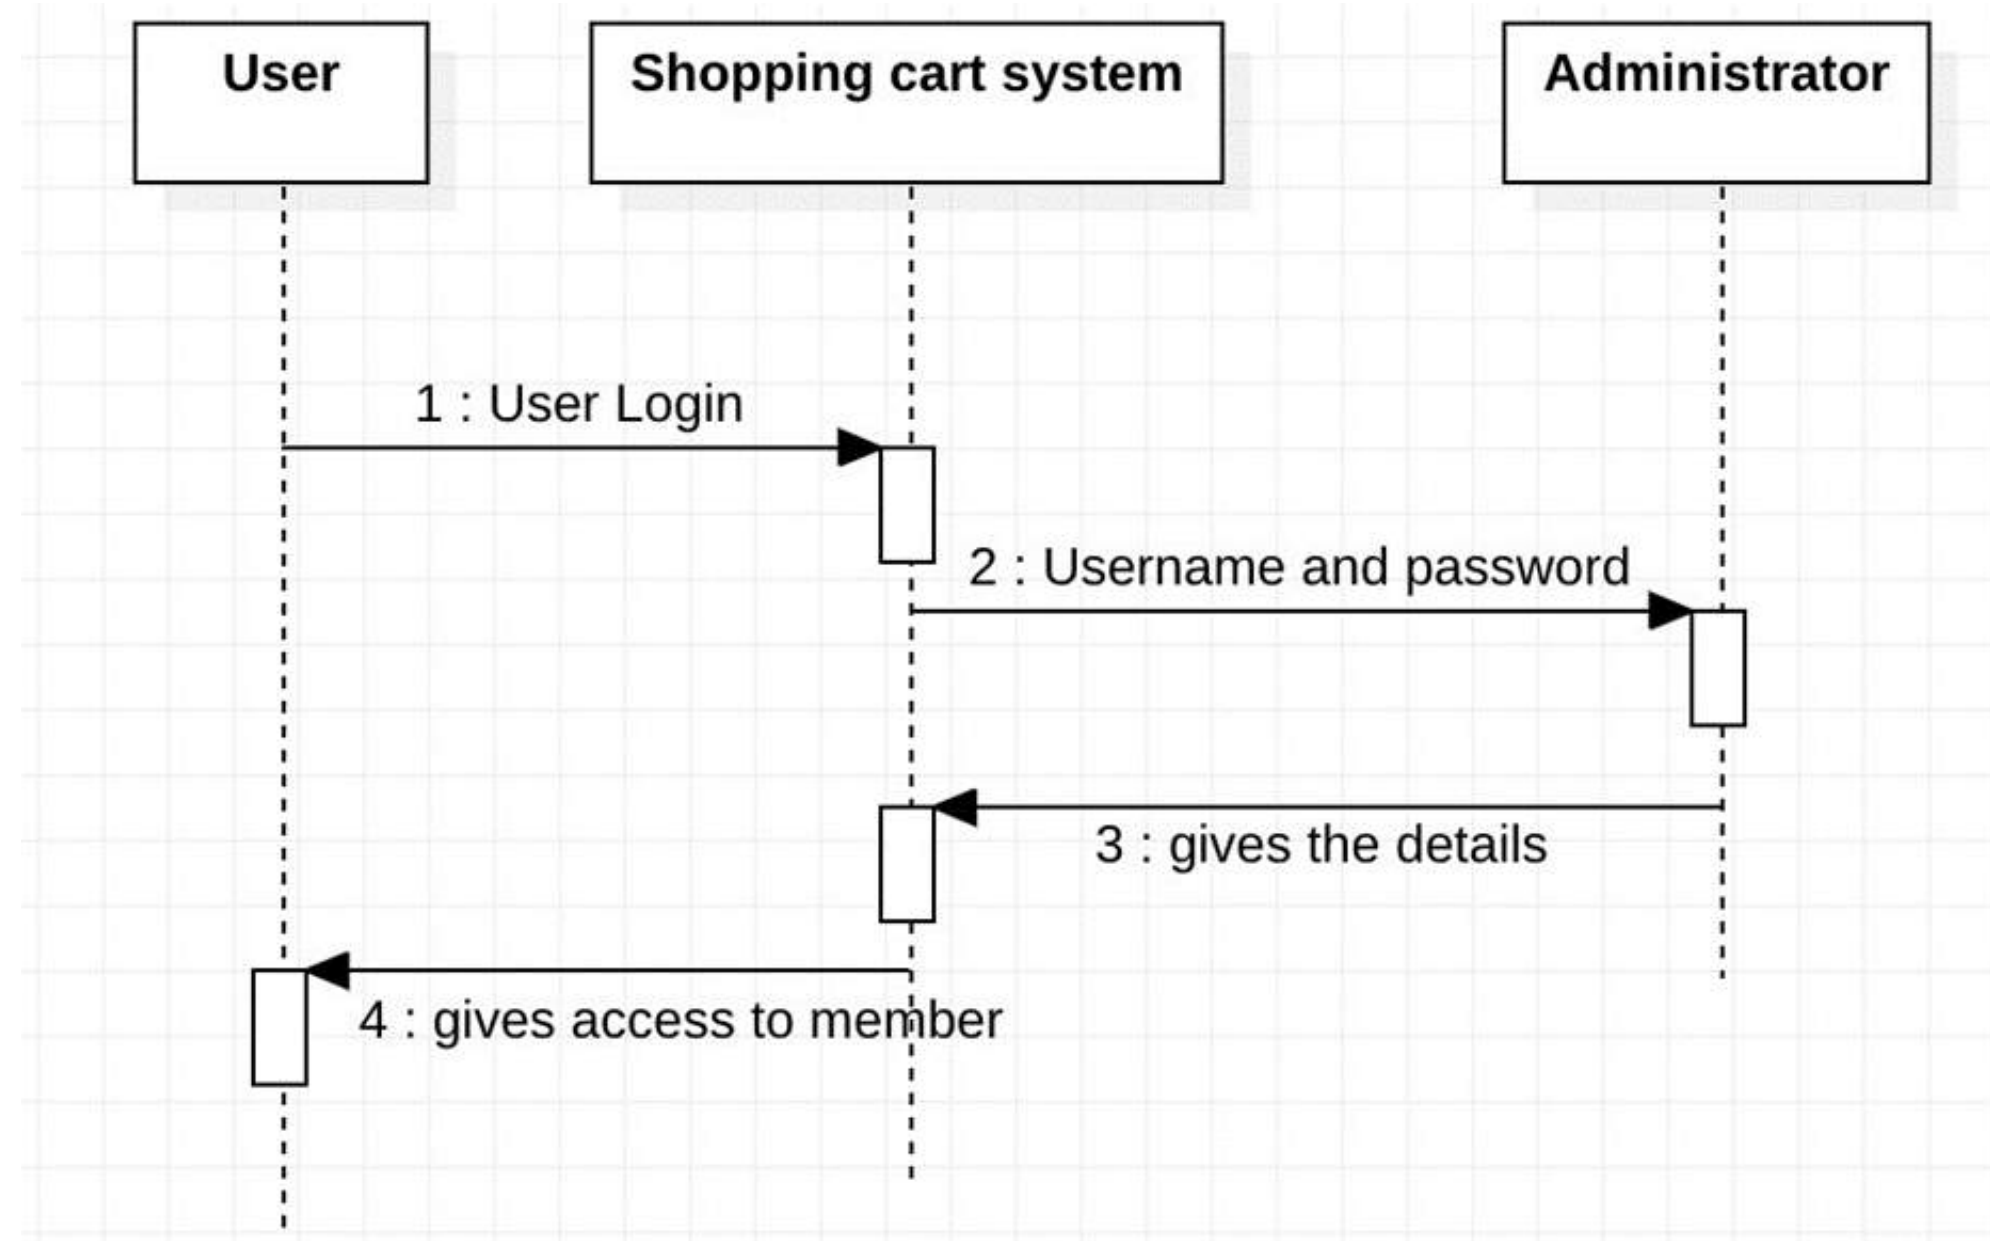 User
Shopping cart system
Administrator
1 : User Login
2 : Username and password
3 : gives the details
4 : gives access to member